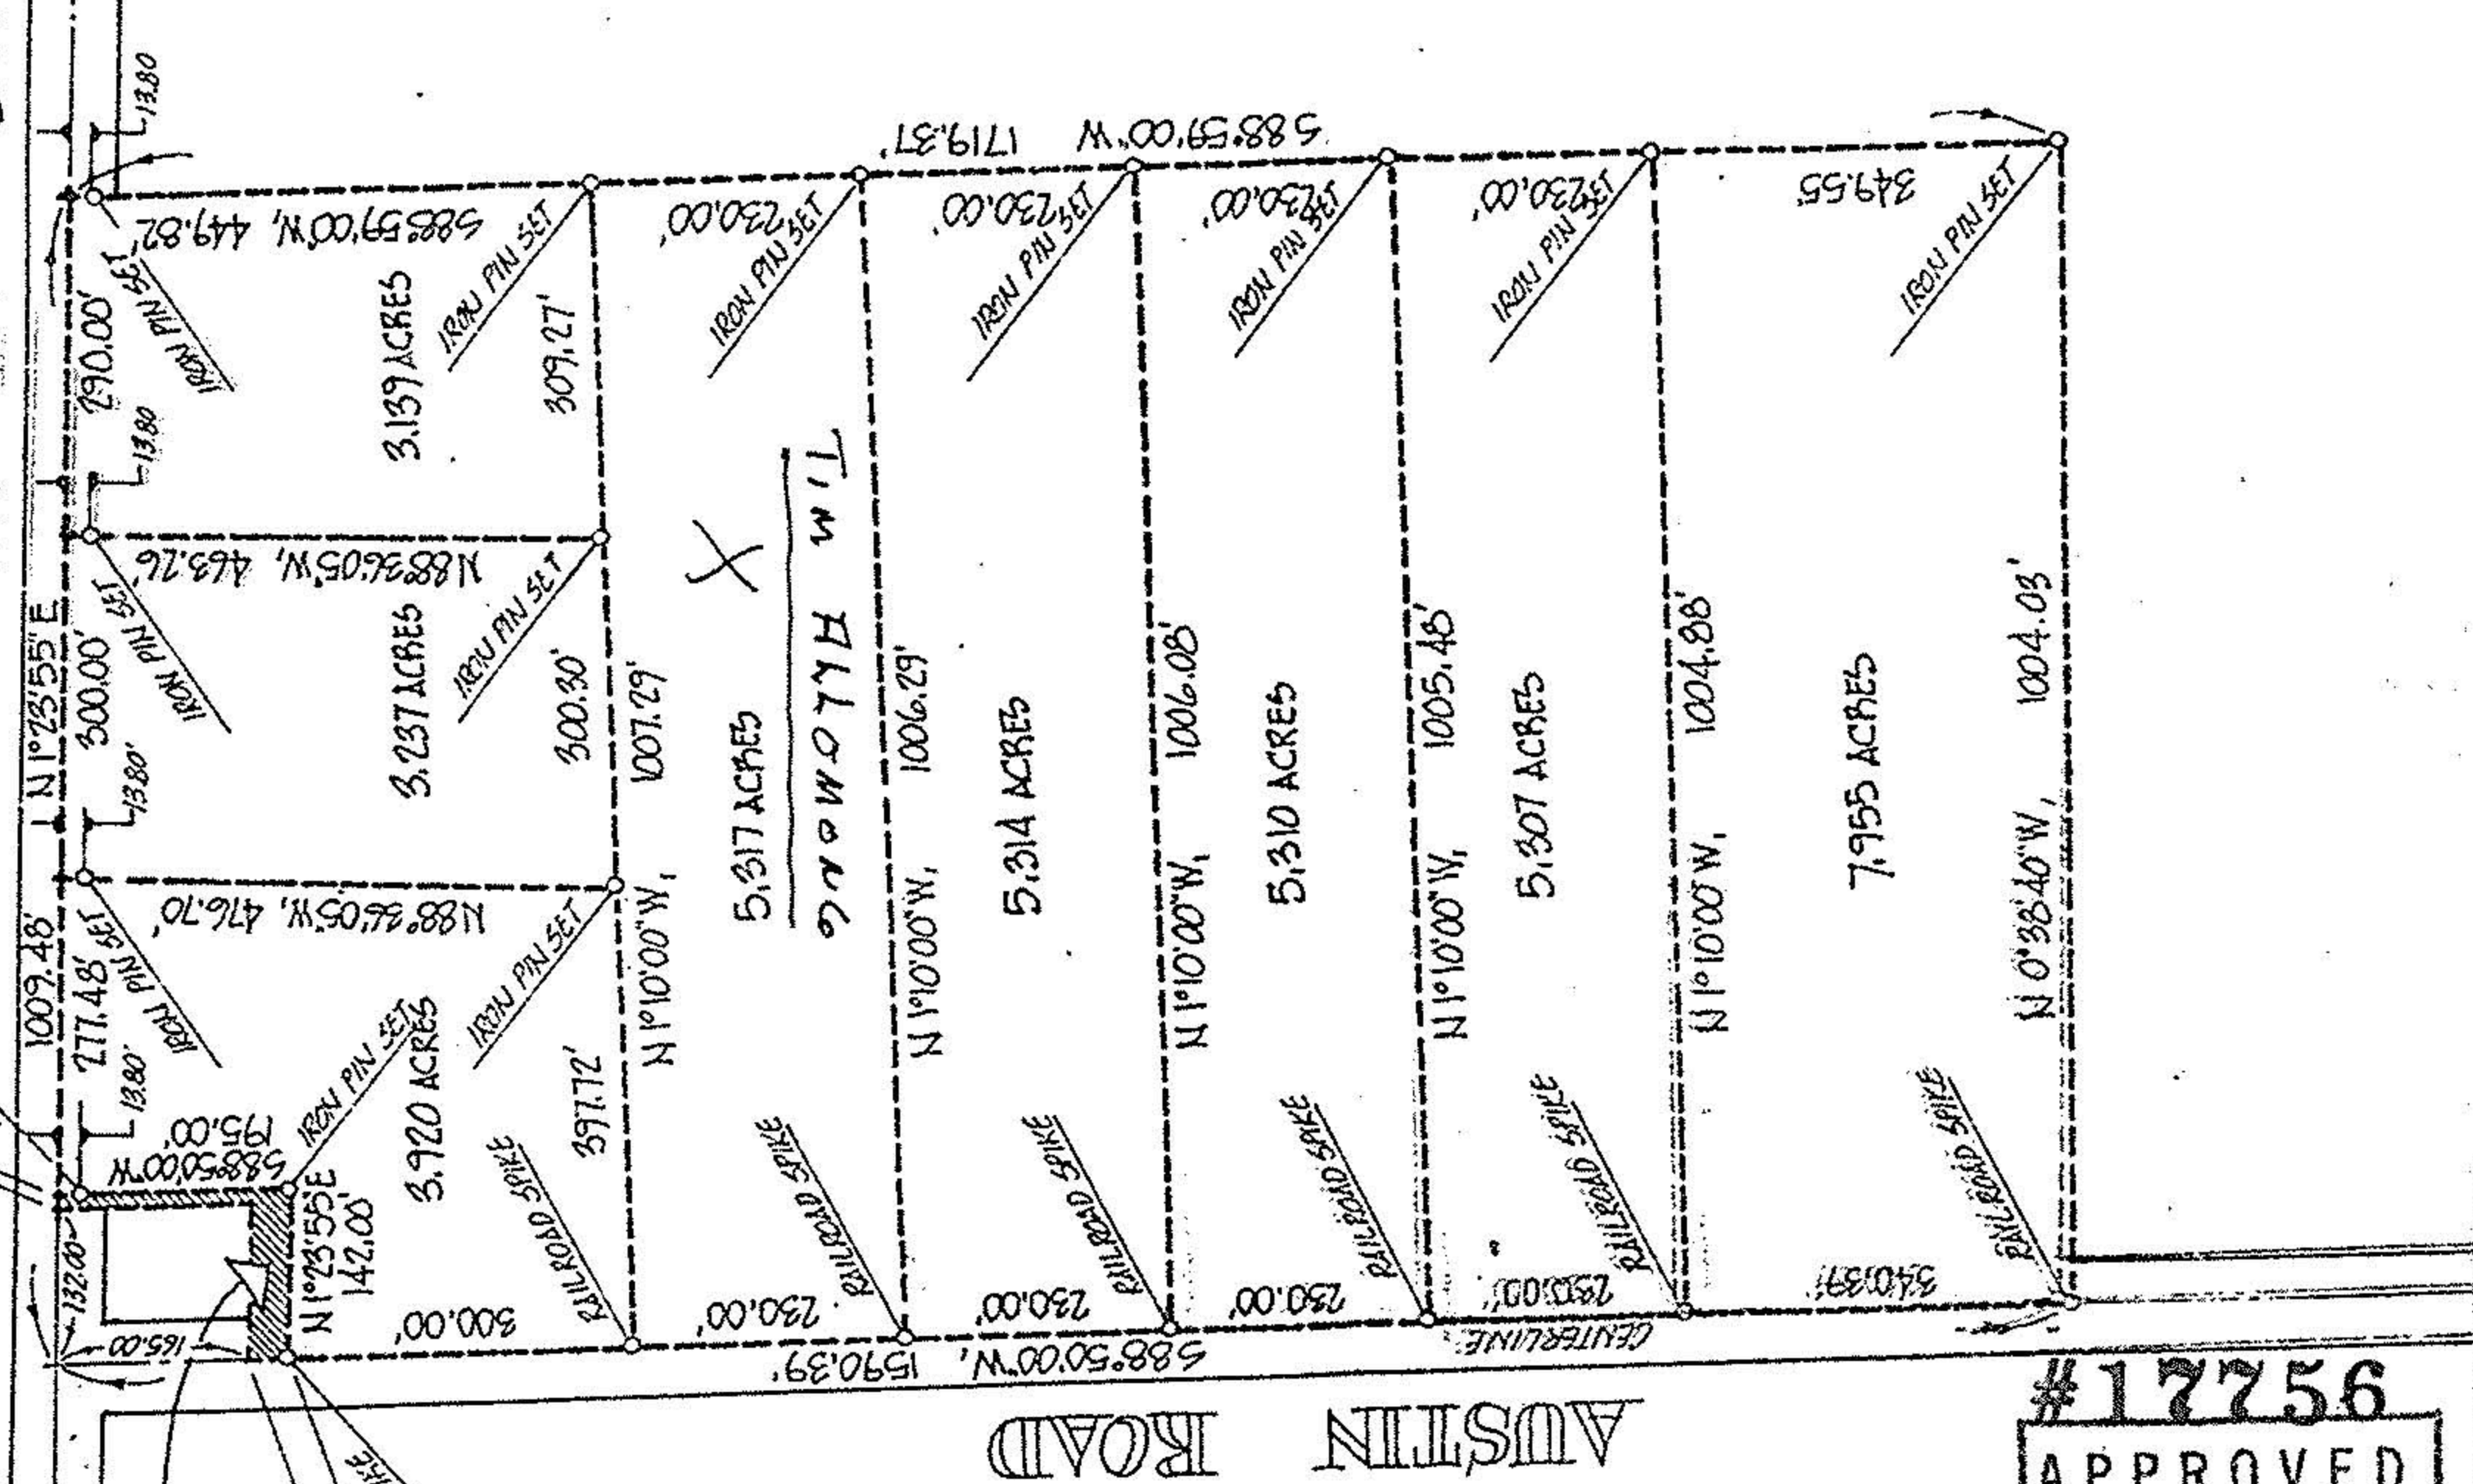 1009.48' N 1°23'55" E
290.00'
300.00'
277.48'
13.80
13.80
13.80'
13.80'
S88°59'00"W 1719.37'
S88°59'00"W, 449.82'
230.00'
230.00'
230.00'
230.00'
349.55
IRON PIN SET
IRON PIN SET
IRON PIN SET
IRON PIN SET
IRON PIN SET
IRON PIN SET
IRON PIN SET
3.139 ACRES
309.27'
N88°36'05"W, 463.26'
IRON PIN SET
IRON PIN SET
3.237 ACRES
300.30'
N88°36'05"W, 476.70'
IRON PIN SET
IRON PIN SET
3.920 ACRES
397.72'
IRON PIN SET
S88°50'00"W
195.00'
N 1°23'55"E
142.00'
132.00
165.00
N 1°10'00"W, 1007.29'
5.317 ACRES
X
N 1°10'00"W, 1006.29'
5.314 ACRES
N 1°10'00"W, 1006.08'
5.310 ACRES
N 1°10'00"W, 1005.48'
5.307 ACRES
N 1°10'00"W, 1004.88'
7.955 ACRES
N 0°38'40"W, 1004.03'
RAILROAD SPIKE
RAILROAD SPIKE
RAILROAD SPIKE
RAILROAD SPIKE
RAILROAD SPIKE
RAILROAD SPIKE
300.00'
230.00'
230.00'
230.00'
230.00'
340.39'
S88°50'00"W, 1590.39'
CENTERLINE
AUSTIN ROAD
#17756
APPROVED